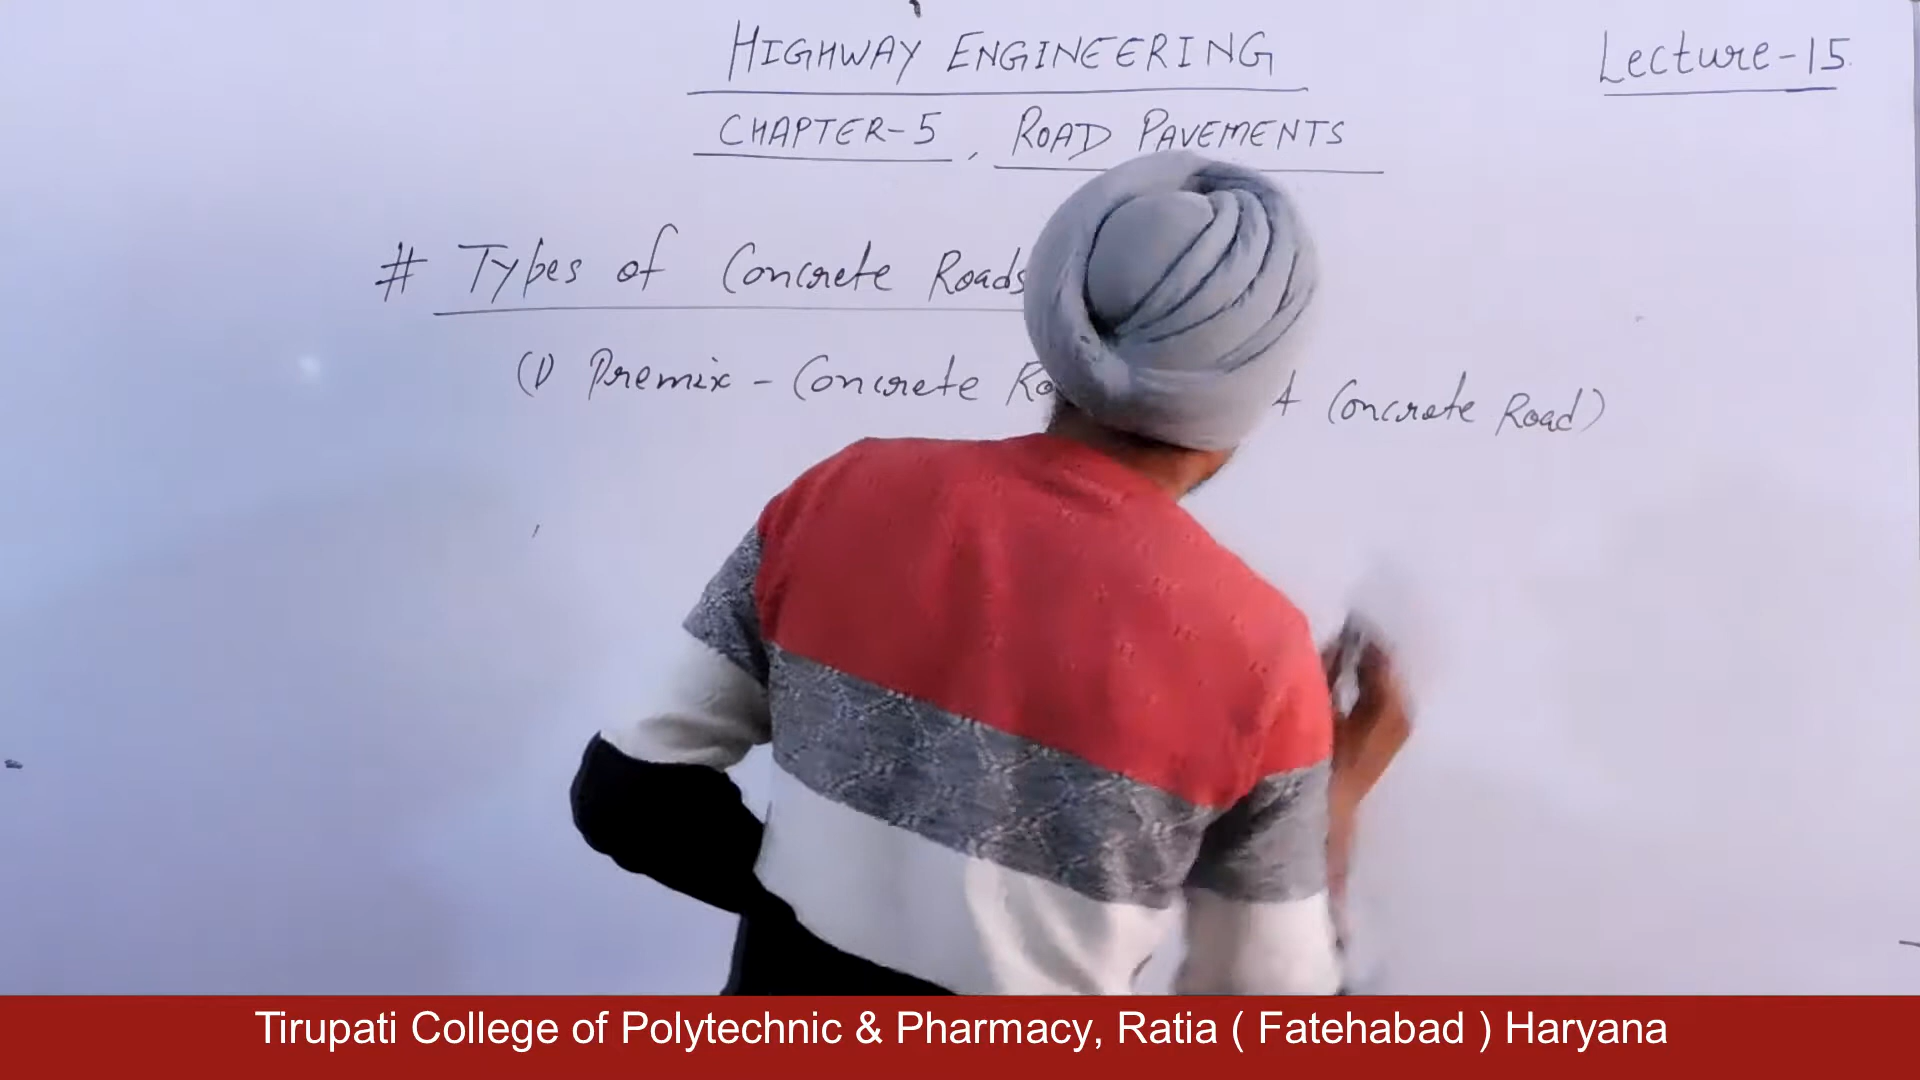 HIGHWAY ENGINEERING
Lecture-15
CHAPTER-5, ROAD PAVEMENTS
# Types of Concrete Roads
(1) Premix - Concrete Concrete Road)
Tirupati College of Polytechnic & Pharmacy, Ratia ( Fatehabad ) Haryana